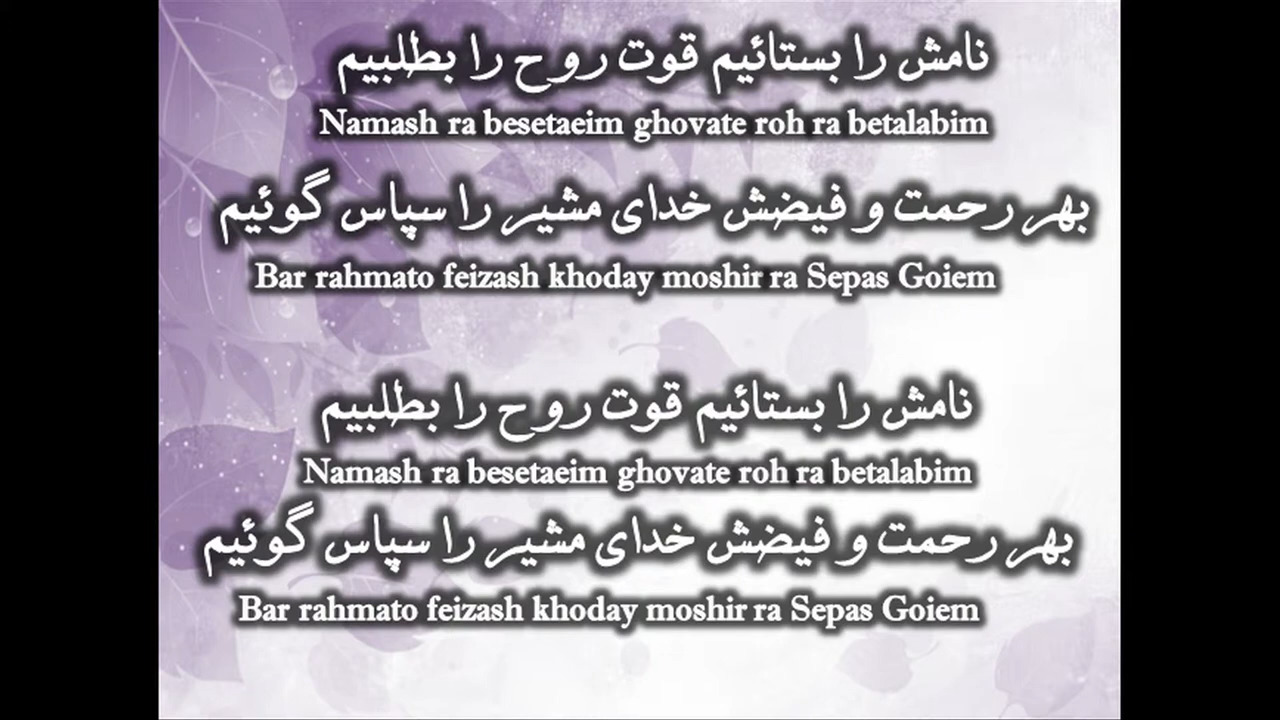 نامش را بستائیم قوت روح را بطلبیم
Namash ra besetaeim ghovate roh ra betalabim
بهر رحمت و فیضش خدای مشیر را سپاس گوئیم
Bar rahmato feizash khoday moshir ra Sepas Goiem
نامش را بستائیم قوت روح را بطلبیم
Namash ra besetaeim ghovate roh ra betalabim
بهر رحمت و فیضش خدای مشیر را سپاس گوئیم
Bar rahmato feizash khoday moshir ra Sepas Goiem